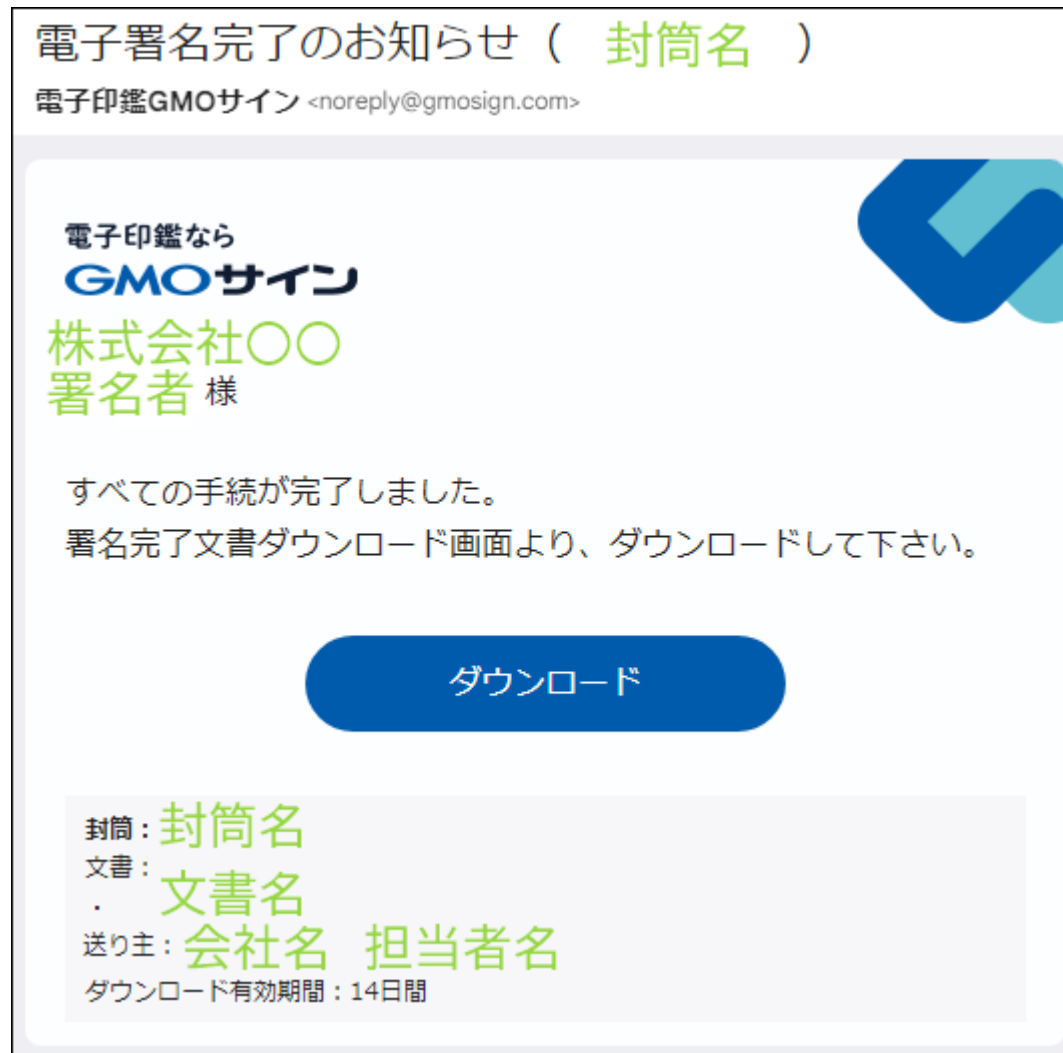 電子署名完了のお知らせ（ 封筒名 ）
電子印鑑GMOサイン <noreply@gmosign.com>
電子印鑑なら
GMOサイン
株式会社〇〇
署名者 様
すべての手続が完了しました。
署名完了文書ダウンロード画面より、ダウンロードして下さい。
ダウンロード
封筒：封筒名
文書：
・ 文書名
送り主：会社名 担当者名
ダウンロード有効期間：14日間